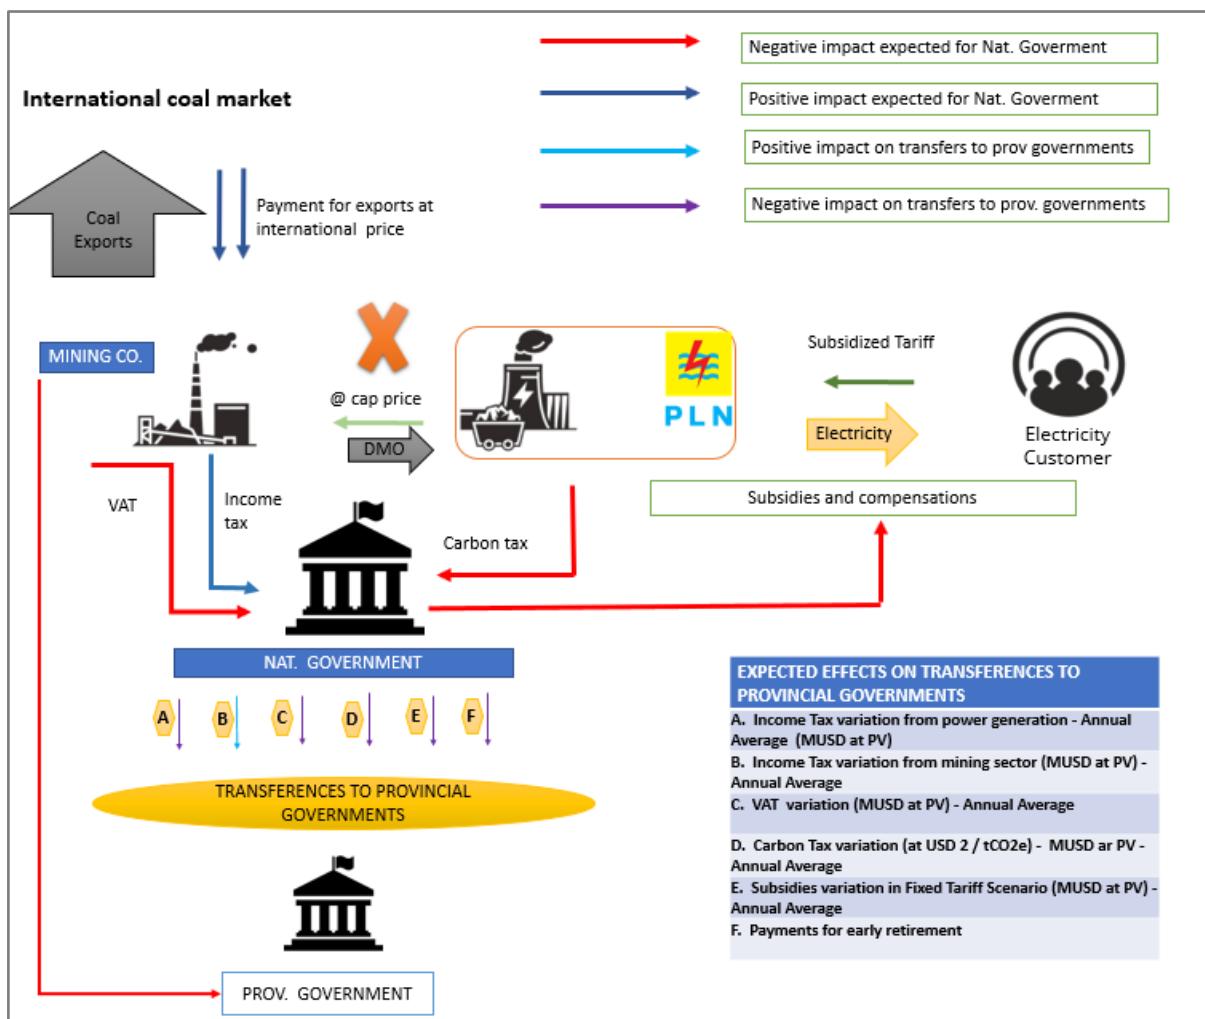 Negative impact expected for Nat. Goverment
International coal market
Positive impact expected for Nat. Goverment
Positive impact on transfers to prov governments
Negative impact on transfers to prov. governments
Coal
Exports
Payment for exports at
international price
MINING CO.
@ cap price
DMO
PLN
Subsidized Tariff
Electricity
Electricity
Customer
VAT
Income
tax
Carbon tax
Subsidies and compensations
NAT. GOVERNMENT
A
B
C
D
E
F
TRANSFERENCES TO PROVINCIAL
GOVERNMENTS
PROV. GOVERNMENT
EXPECTED EFFECTS ON TRANSFERENCES TO
PROVINCIAL GOVERNMENTS
A. Income Tax variation from power generation - Annual
Average (MUSD at PV)
B. Income Tax variation from mining sector (MUSD at PV) -
Annual Average
C. VAT variation (MUSD at PV) - Annual Average
D. Carbon Tax variation (at USD 2 / tCO2e) - MUSD ar PV -
Annual Average
E. Subsidies variation in Fixed Tariff Scenario (MUSD at PV) -
Annual Average
F. Payments for early retirement